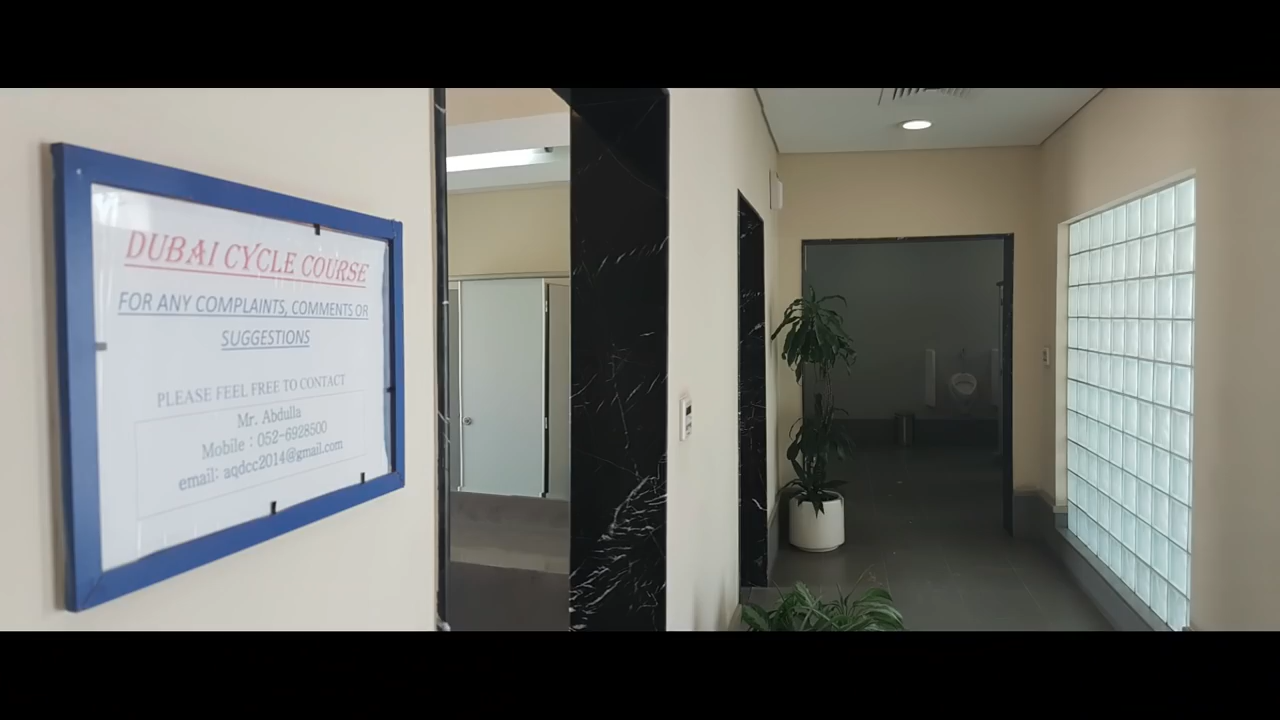 DUBAI CYCLE COURSE
FOR ANY COMPLAINTS, COMMENTS OR
SUGGESTIONS
PLEASE FEEL FREE TO CONTACT
Mr. Abdulla
Mobile : 052-6928500
email: aqdcc2014@gmail.com